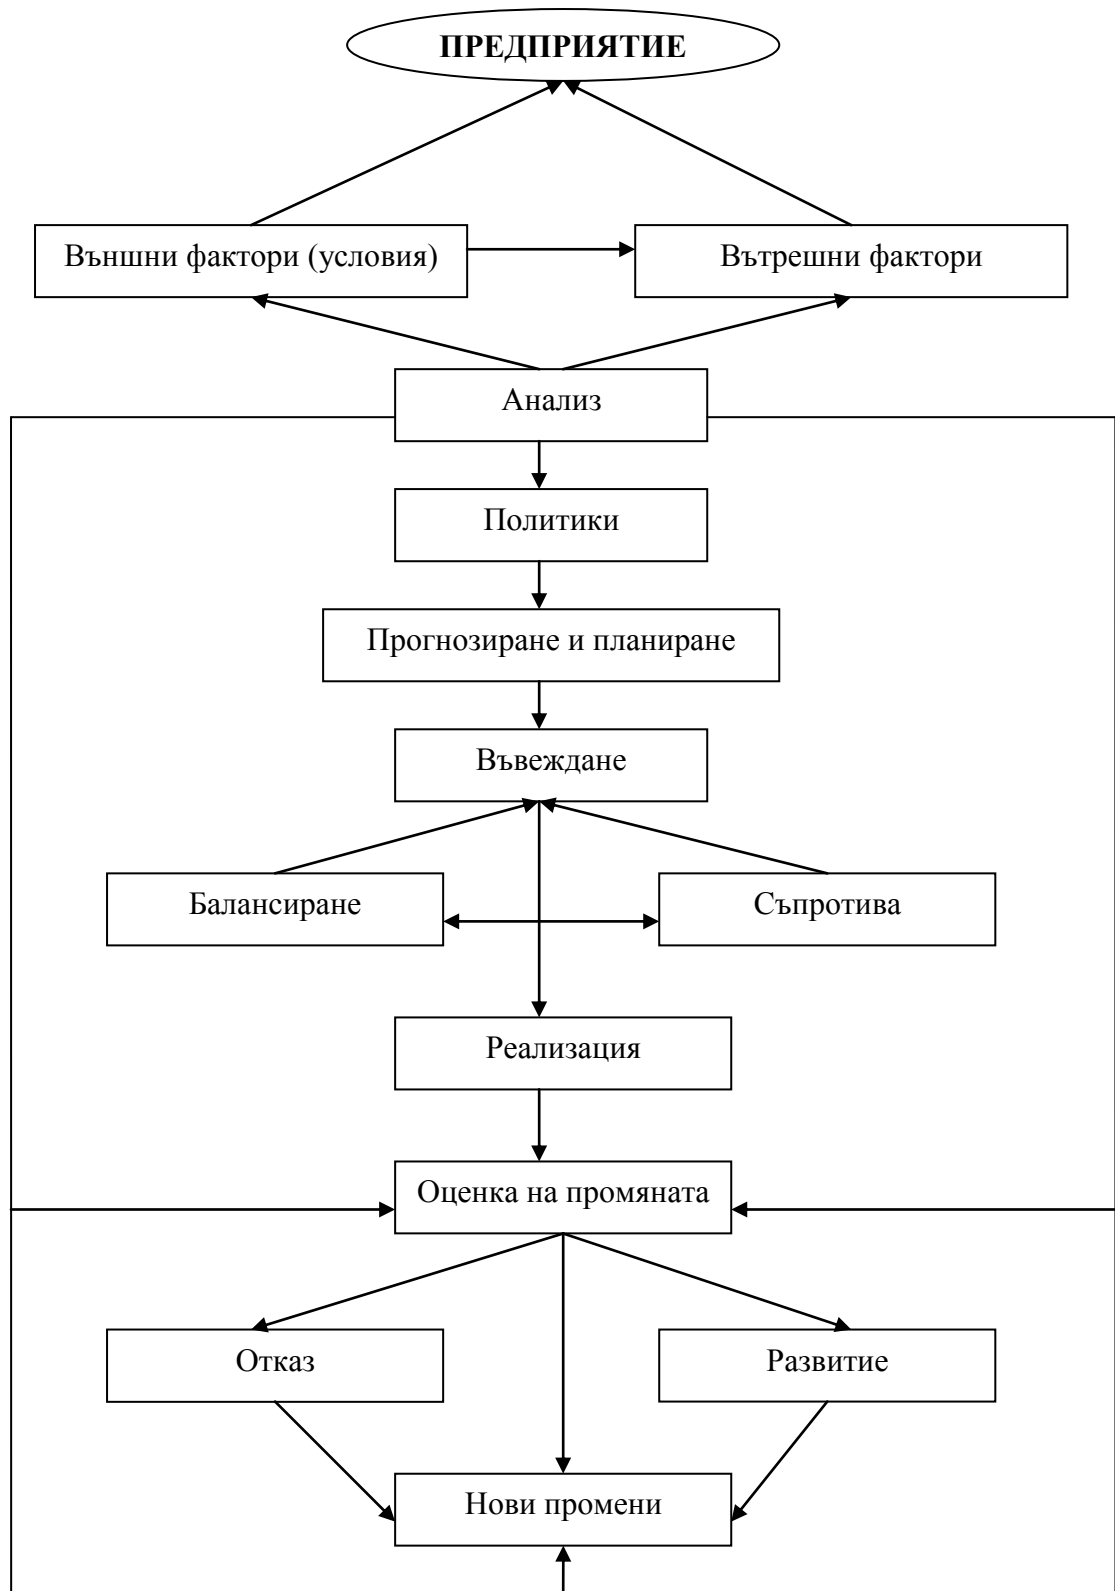 ПРЕДПРИЯТИЕ
Външни фактори (условия)
Вътрешни фактори
Анализ
Политики
Прогнозиране и планиране
Въвеждане
Балансиране
Съпротива
Реализация
Оценка на промяната
Отказ
Развитие
Нови промени